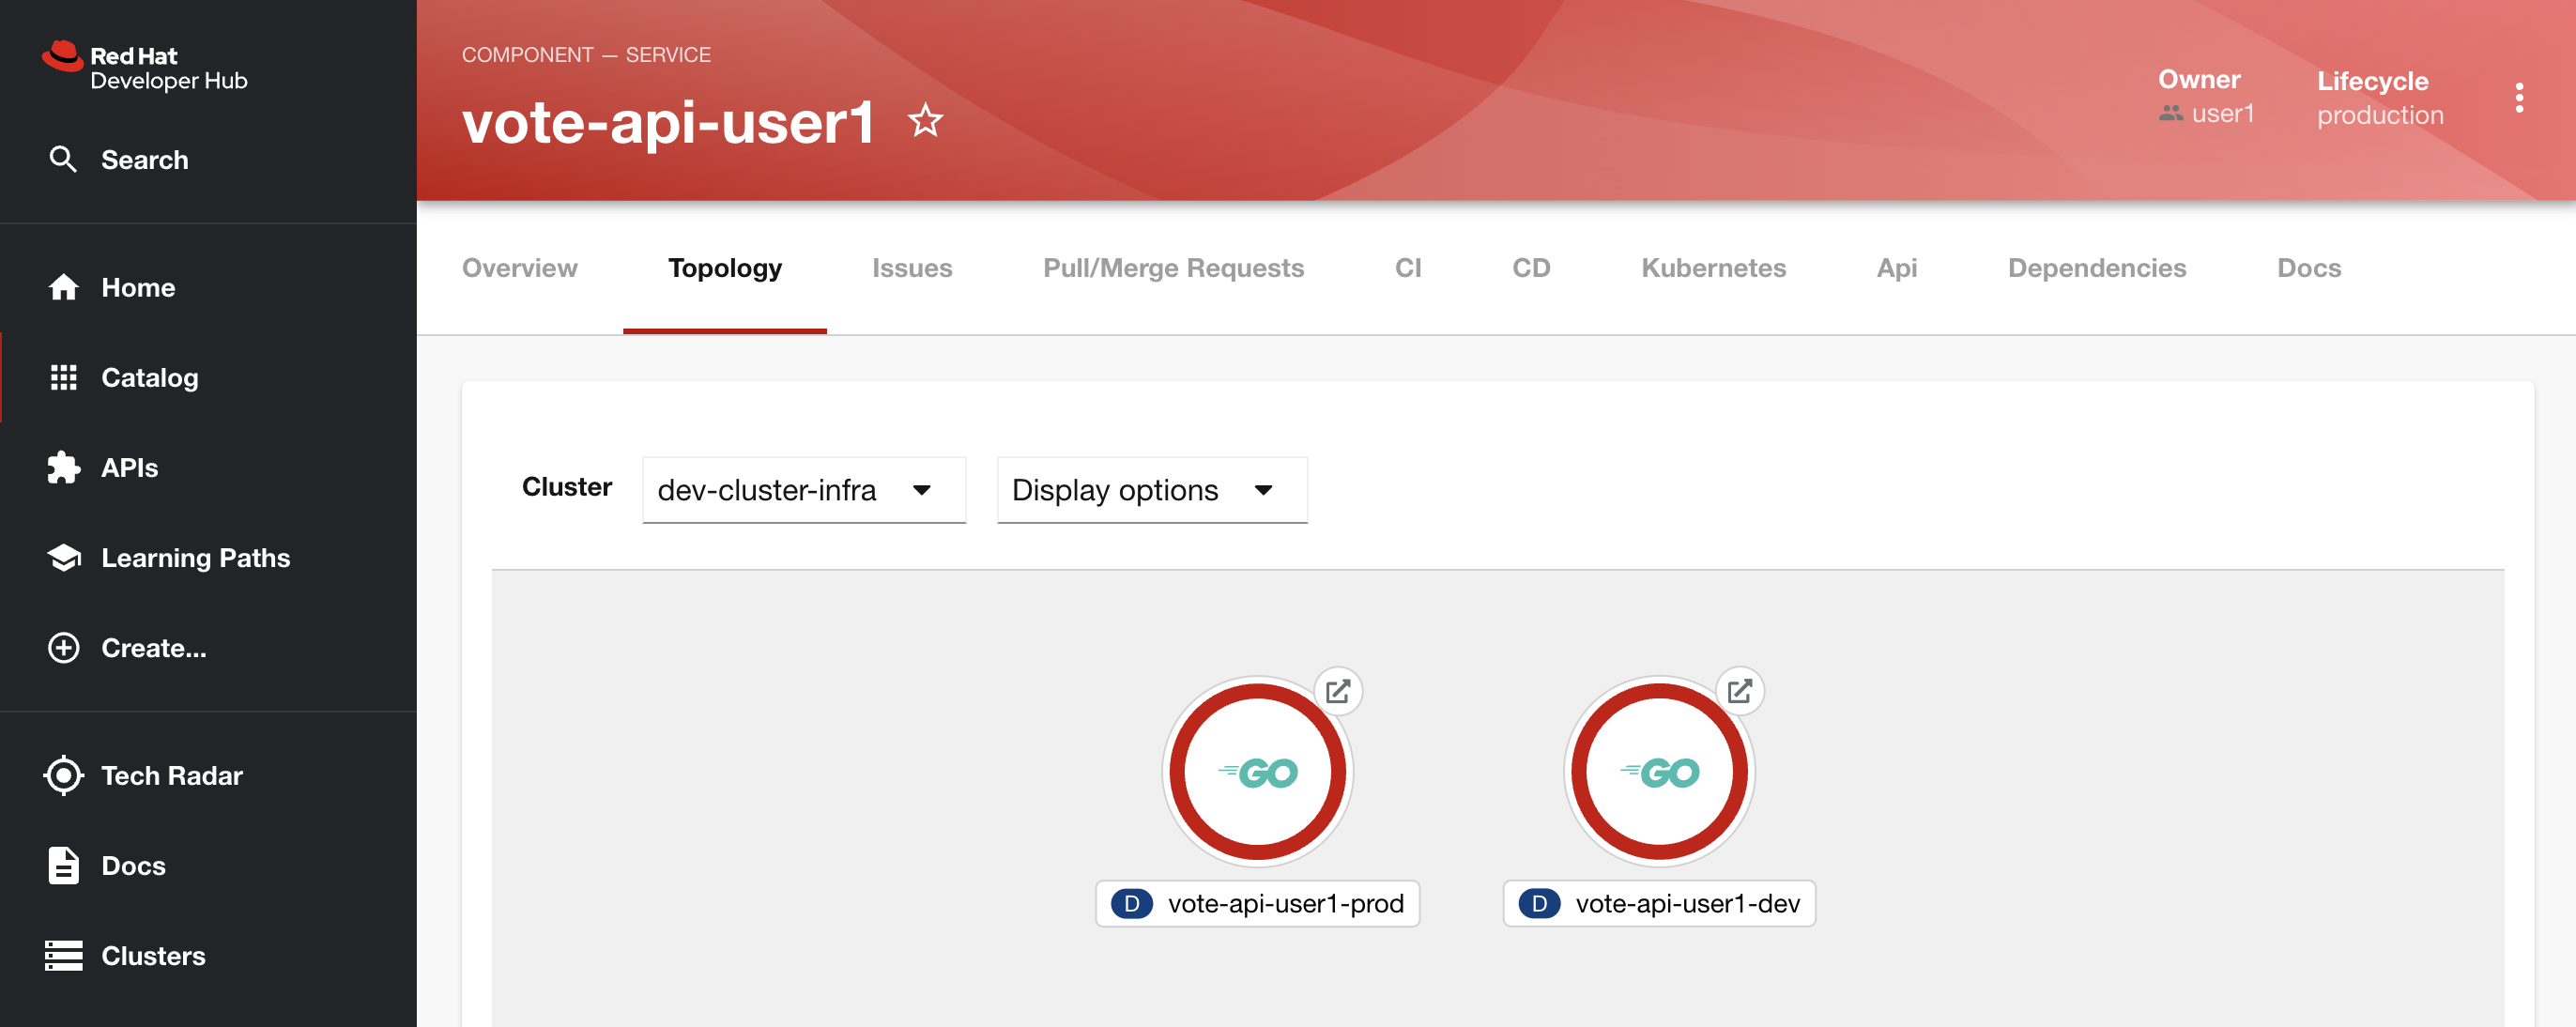 Red Hat
Developer Hub
Search
Home
Catalog
APIs
Learning Paths
Create...
Tech Radar
Docs
Clusters
COMPONENT — SERVICE
vote-api-user1
Owner
user1
Lifecycle
production
Overview Topology Issues Pull/Merge Requests CI CD Kubernetes Api Dependencies Docs
Cluster dev-cluster-infra Display options
GO GO
D vote-api-user1-prod D vote-api-user1-dev